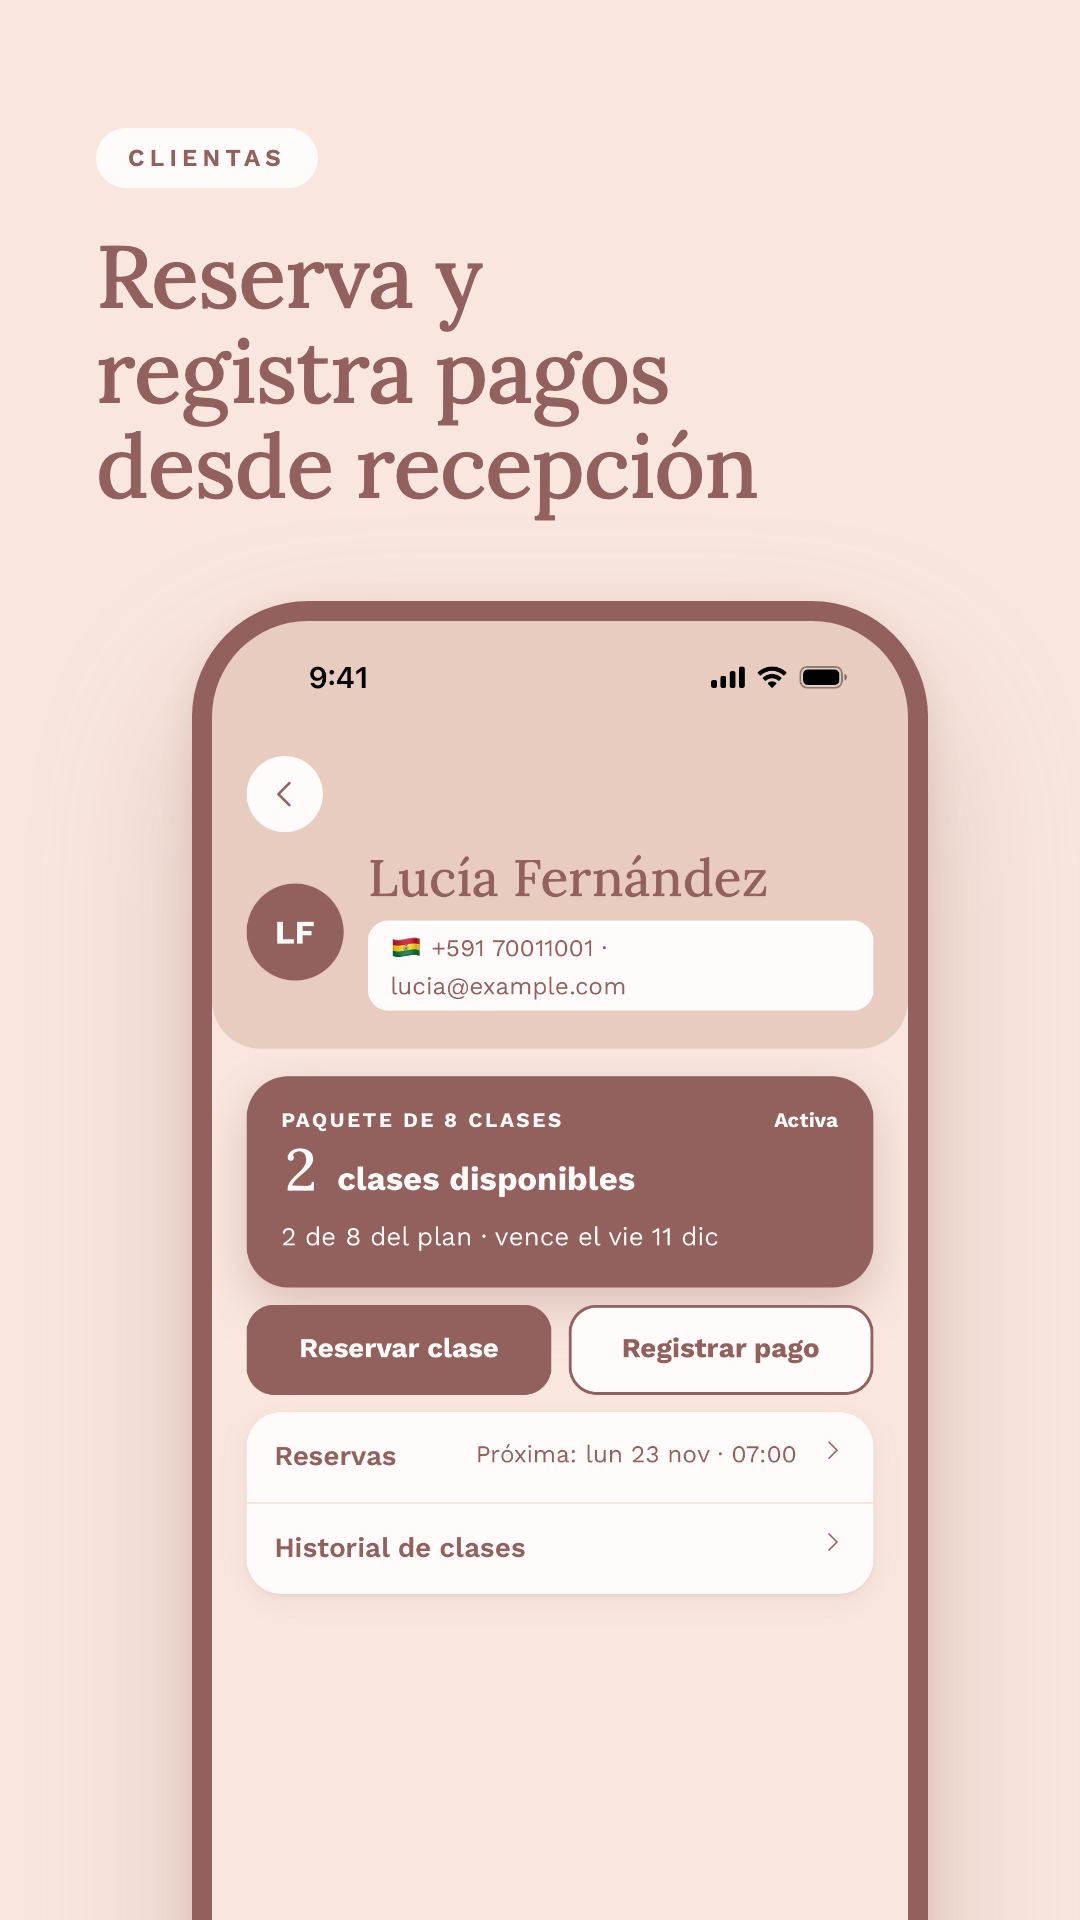 CLIENTAS
Reserva y
registra pagos
desde recepción
9:41
Lucía Fernández
LF
🇧🇴 +591 70011001 ·
lucia@example.com
PAQUETE DE 8 CLASES
Activa
2 clases disponibles
2 de 8 del plan · vence el vie 11 dic
Reservar clase
Registrar pago
Reservas
Próxima: lun 23 nov · 07:00
Historial de clases